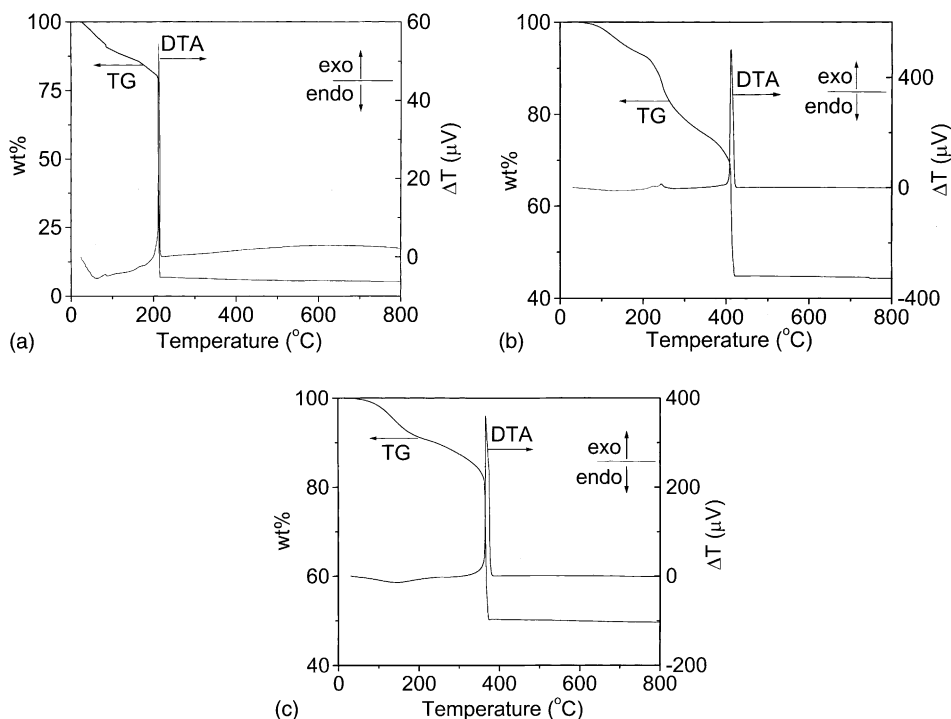 100
75
50
25
0
wt%
0 200 400 600 800
Temperature (°C)
60
40
20
0
ΔT (μV)
TG
DTA
exo
endo
(a)
100
80
60
40
wt%
0 200 400 600 800
Temperature (°C)
400
0
-400
ΔT (μV)
TG
DTA
exo
endo
(b)
100
80
60
40
wt%
0 200 400 600 800
Temperature (°C)
400
200
0
-200
ΔT (μV)
TG
DTA
exo
endo
(c)